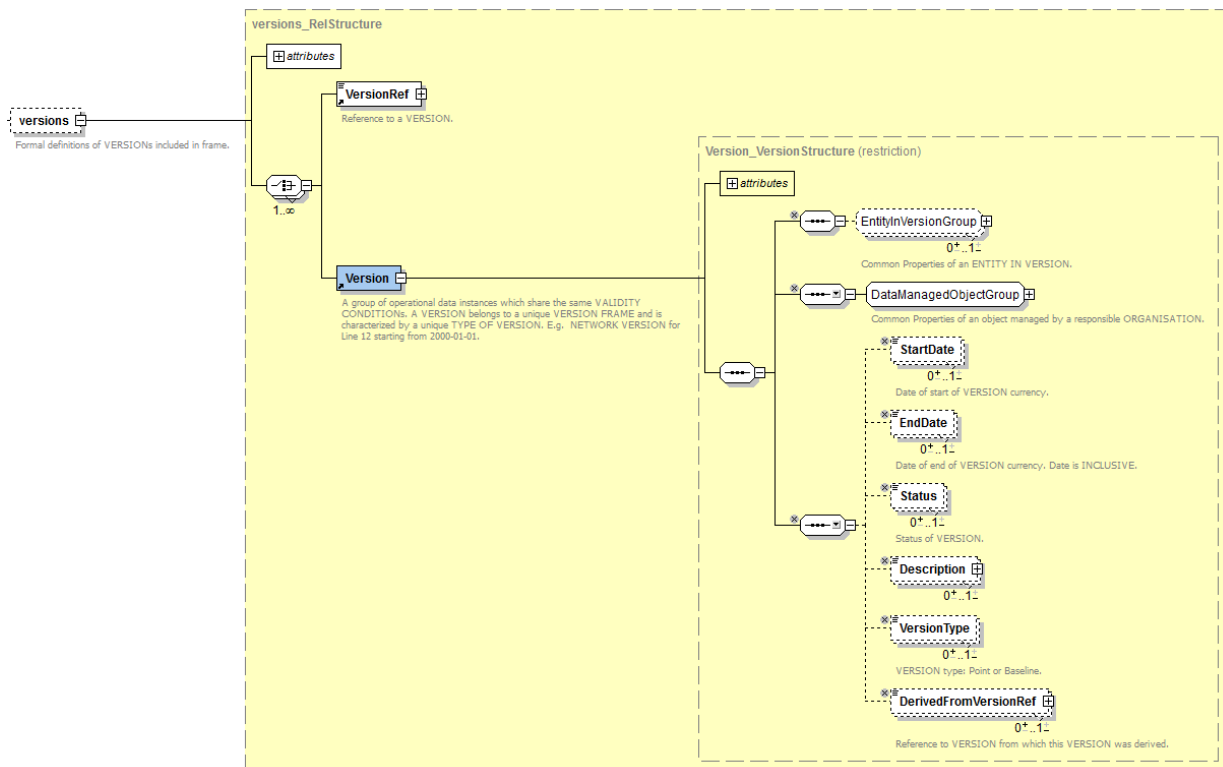 versions_RelStructure
attributes
VersionRef
Reference to a VERSION.
versions
Formal definitions of VERSIONs included in frame.
1..∞
Version_VersionStructure (restriction)
attributes
EntityInVersionGroup
0..1
Common Properties of an ENTITY IN VERSION.
Version
A group of operational data instances which share the same VALIDITY
CONDITIONS. A VERSION belongs to a unique VERSION FRAME and is
characterized by a unique TYPE OF VERSION. E.g. NETWORK VERSION for
Line 12 starting from 2000-01-01.
DataManagedObjectGroup
Common Properties of an object managed by a responsible ORGANISATION.
StartDate
0..1
Date of start of VERSION currency.
EndDate
0..1
Date of end of VERSION currency. Date is INCLUSIVE.
Status
0..1
Status of VERSION.
Description
0..1
VersionType
0..1
VERSION type: Point or Baseline.
DerivedFromVersionRef
0..1
Reference to VERSION from which this VERSION was derived.